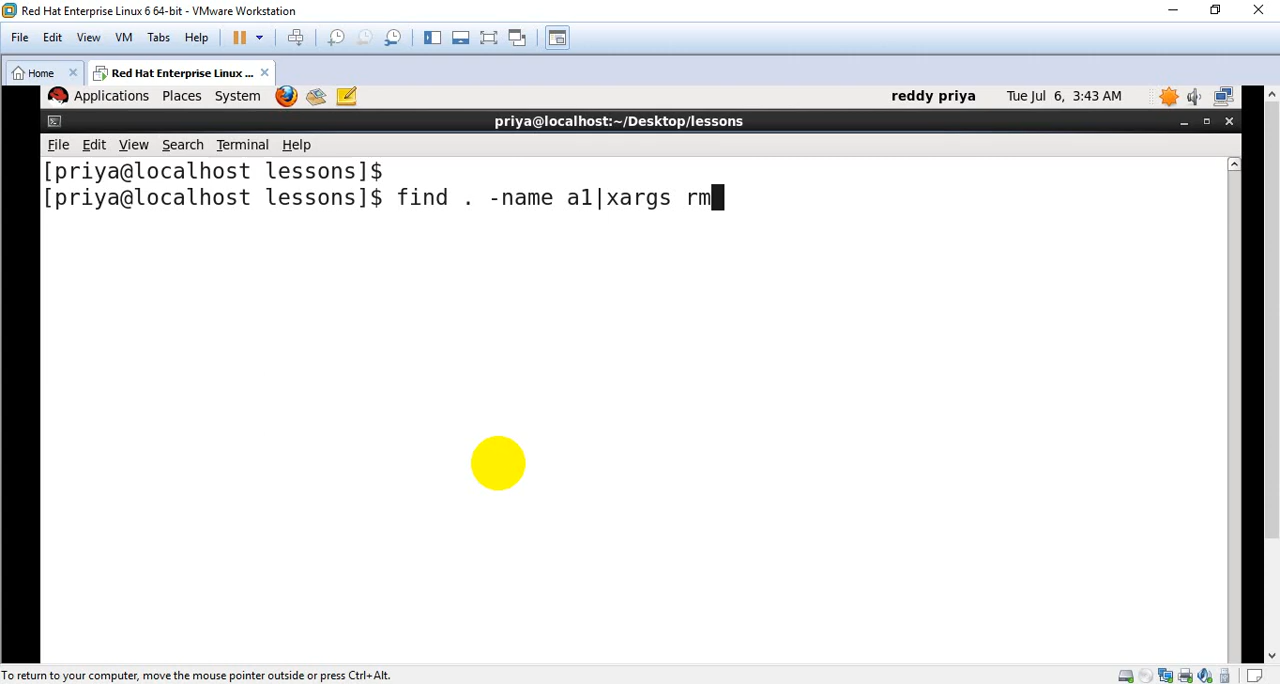 Red Hat Enterprise Linux 6 64-bit - VMware Workstation
File Edit View VM Tabs Help
Home Red Hat Enterprise Linux ...
Applications Places System reddy priya Tue Jul 6, 3:43 AM
priya@localhost:~/Desktop/lessons
File Edit View Search Terminal Help
[priya@localhost lessons]$
[priya@localhost lessons]$ find . -name a1|xargs rm
To return to your computer, move the mouse pointer outside or press Ctrl+Alt.